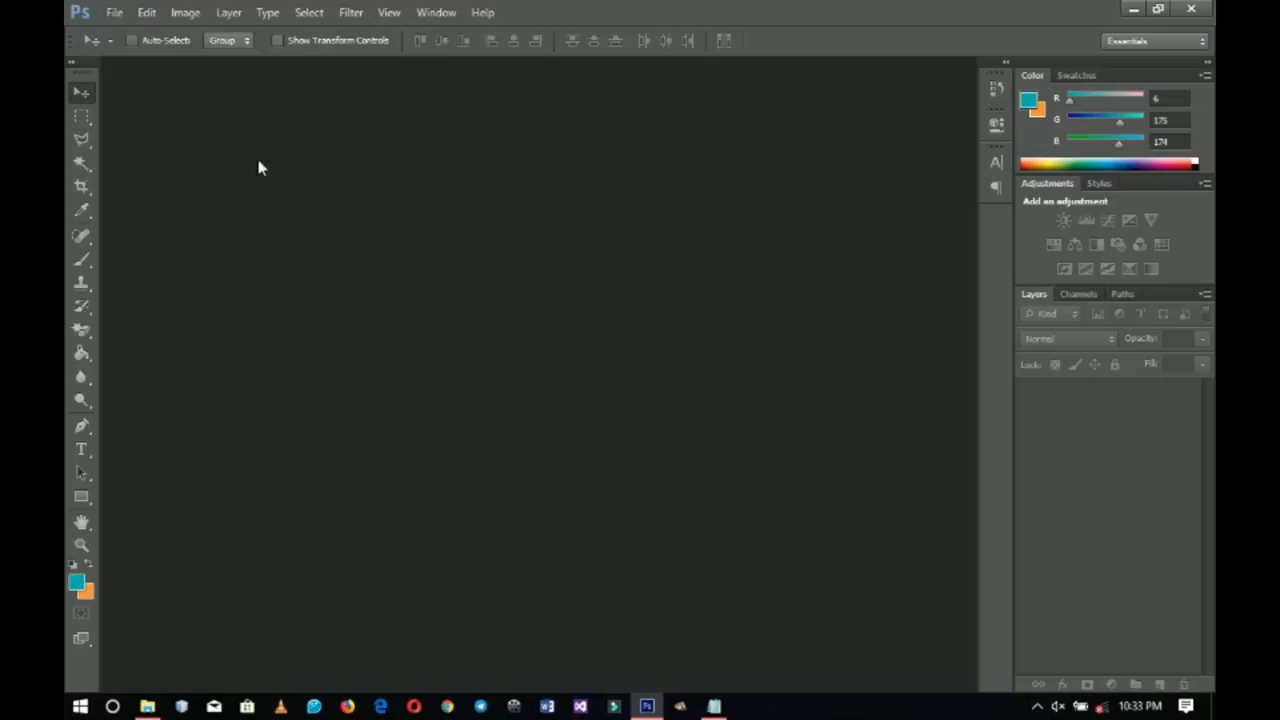 Ps File Edit Image Layer Type Select Filter View Window Help
Auto-Select: Group Show Transform Controls Essentials
Color Swatches
R 6
G 175
B 174
Adjustments Styles
Add an adjustment
Layers Channels Paths
Kind
Normal Opacity:
Lock: Fill:
10:33 PM